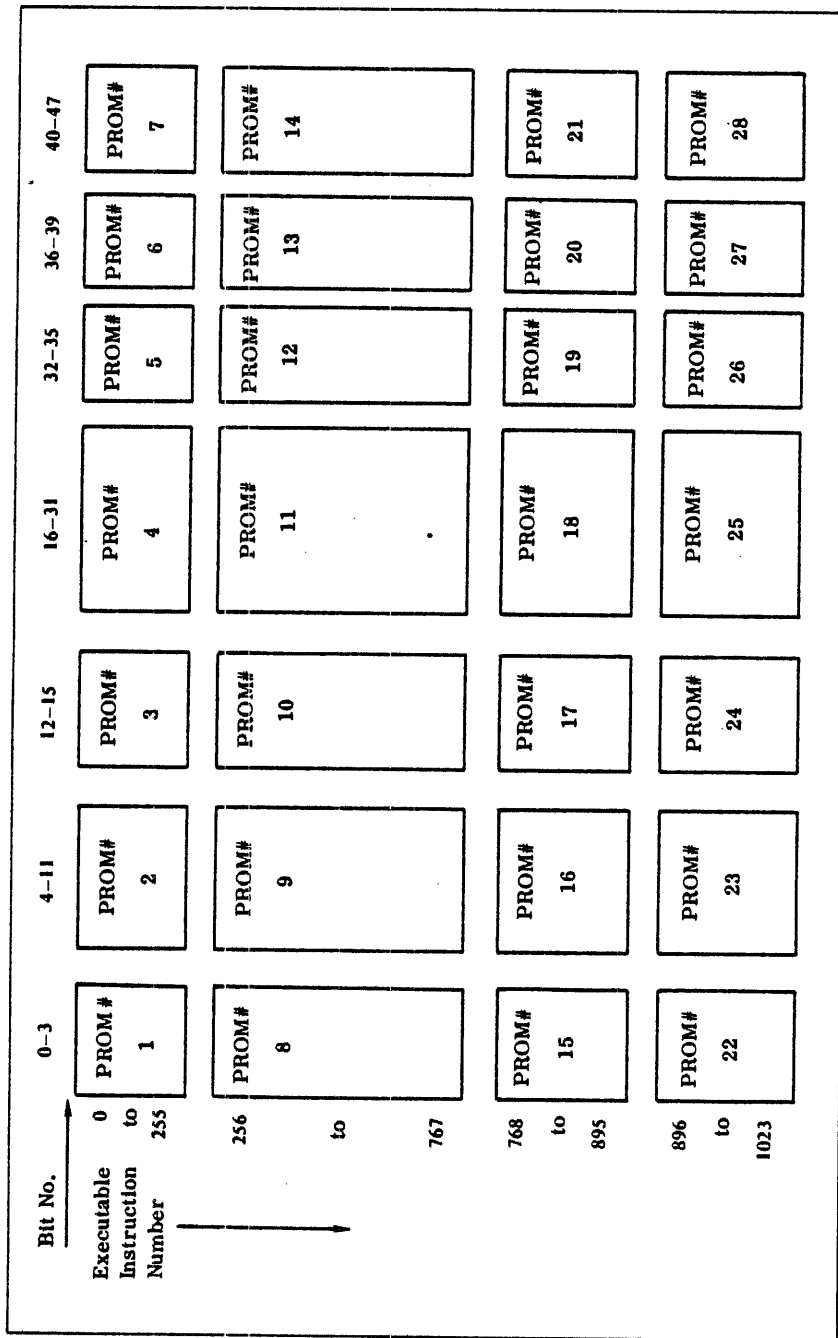 Bit No. 0-3 4-11 12-15 16-31 32-35 36-39 40-47
Executable
Instruction
Number
0
to
255
PROM # PROM# PROM# PROM# PROM# PROM# PROM#
1 2 3 4 5 6 7
256
to
767
PROM# PROM# PROM# PROM# PROM# PROM# PROM#
8 9 10 11 12 13 14
768
to
895
PROM# PROM# PROM# PROM# PROM# PROM# PROM#
15 16 17 18 19 20 21
896
to
1023
PROM# PROM# PROM# PROM# PROM# PROM# PROM#
22 23 24 25 26 27 28